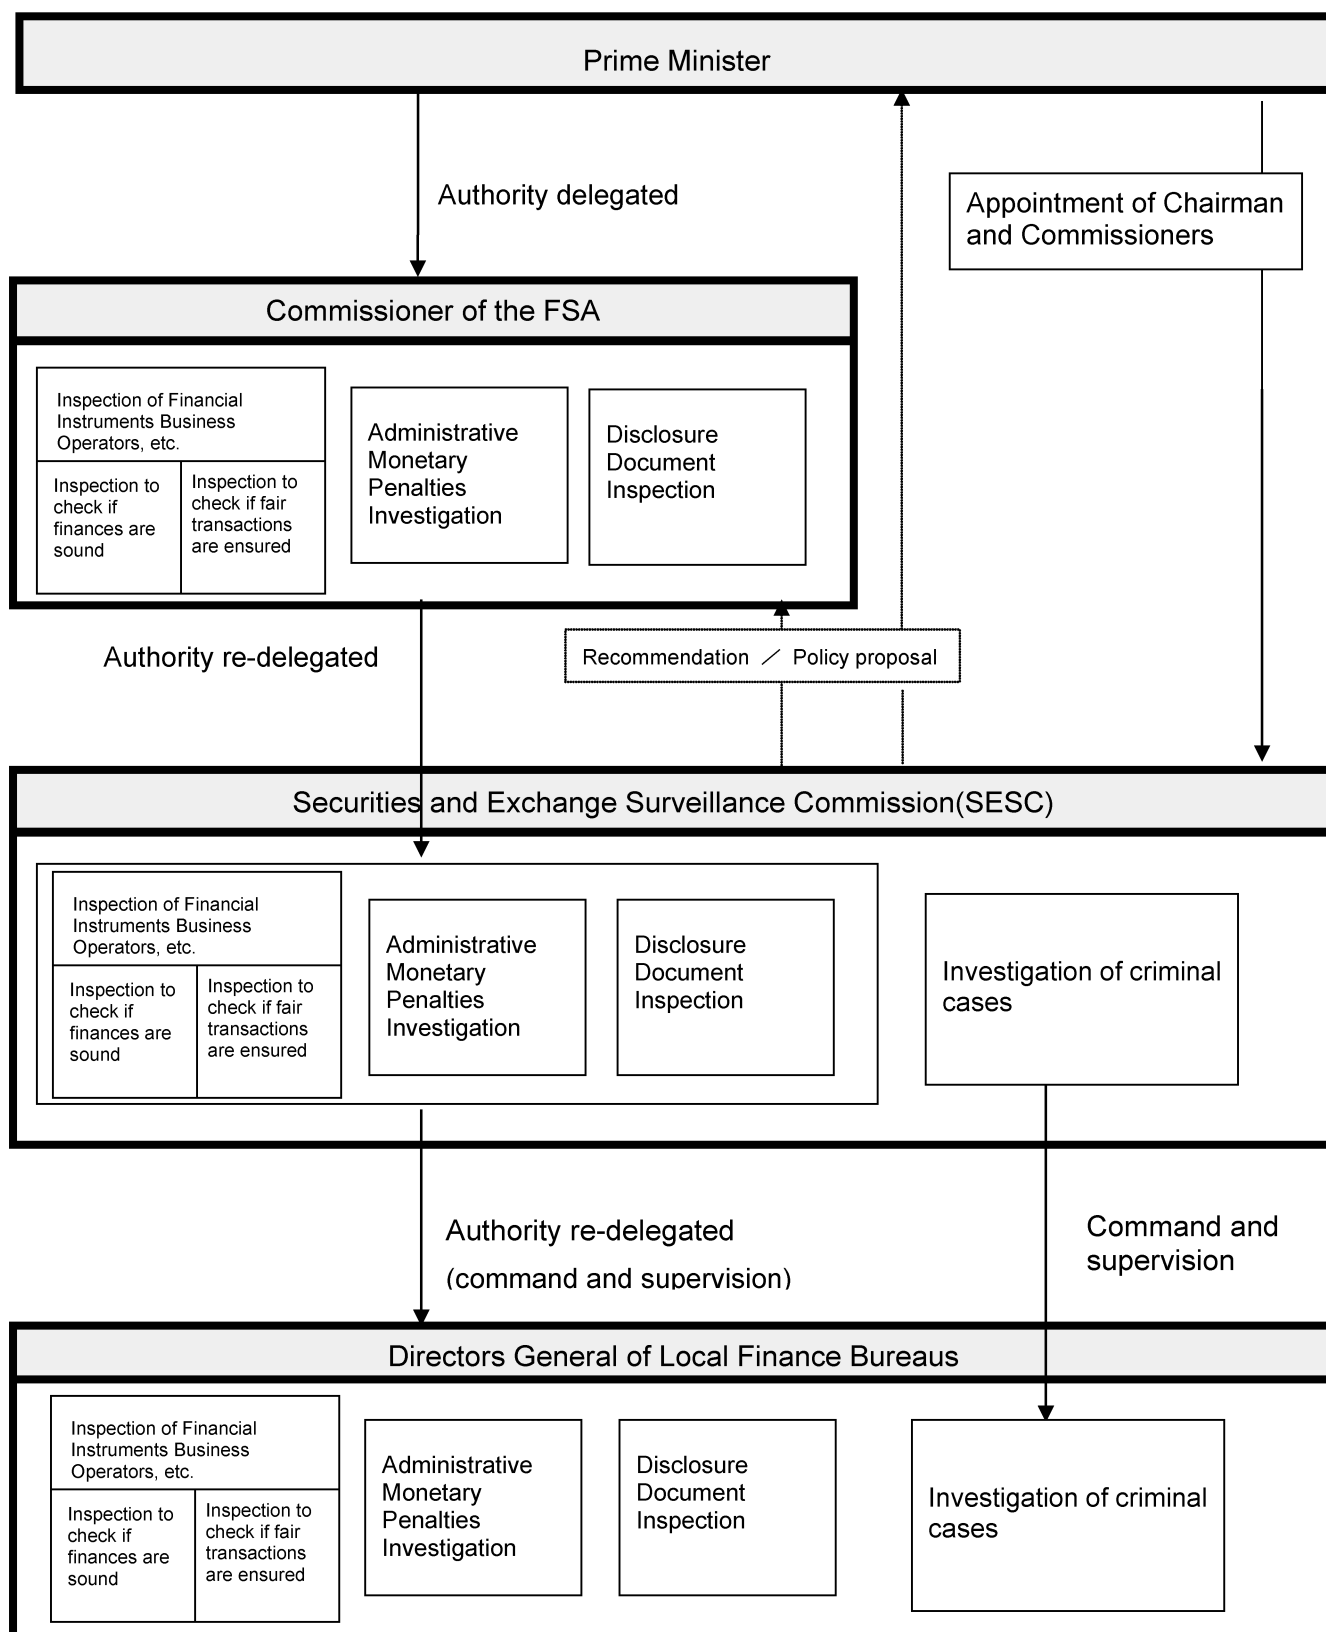 Prime Minister
Authority delegated
Appointment of Chairman
and Commissioners
Commissioner of the FSA
Inspection of Financial
Instruments Business
Operators, etc.
Inspection to
check if
finances are
sound
Inspection to
check if fair
transactions
are ensured
Administrative
Monetary
Penalties
Investigation
Disclosure
Document
Inspection
Authority re-delegated
Recommendation ／ Policy proposal
Securities and Exchange Surveillance Commission(SESC)
Inspection of Financial
Instruments Business
Operators, etc.
Inspection to
check if
finances are
sound
Inspection to
check if fair
transactions
are ensured
Administrative
Monetary
Penalties
Investigation
Disclosure
Document
Inspection
Investigation of criminal
cases
Authority re-delegated
(command and supervision)
Command and
supervision
Directors General of Local Finance Bureaus
Inspection of Financial
Instruments Business
Operators, etc.
Inspection to
check if
finances are
sound
Inspection to
check if fair
transactions
are ensured
Administrative
Monetary
Penalties
Investigation
Disclosure
Document
Inspection
Investigation of criminal
cases